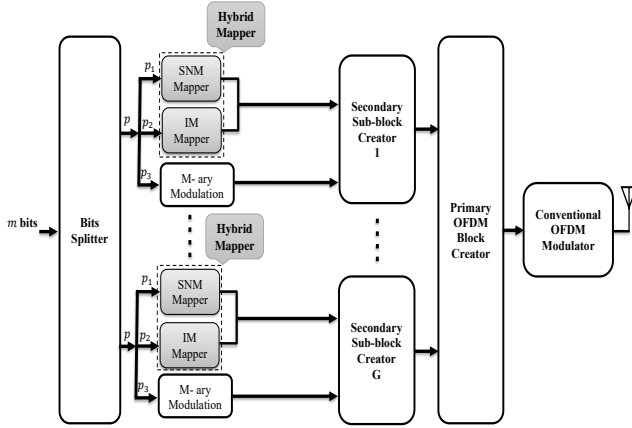 Hybrid
Mapper
p₁
SNM
Mapper
p
p₂
IM
Mapper
p₃
M- ary
Modulation
Secondary
Sub-block
Creator
1
m bits
Bits
Splitter
Hybrid
Mapper
Primary
OFDM
Block
Creator
Conventional
OFDM
Modulator
p₁
SNM
Mapper
p
p₂
IM
Mapper
p₃
M- ary
Modulation
Secondary
Sub-block
Creator
G